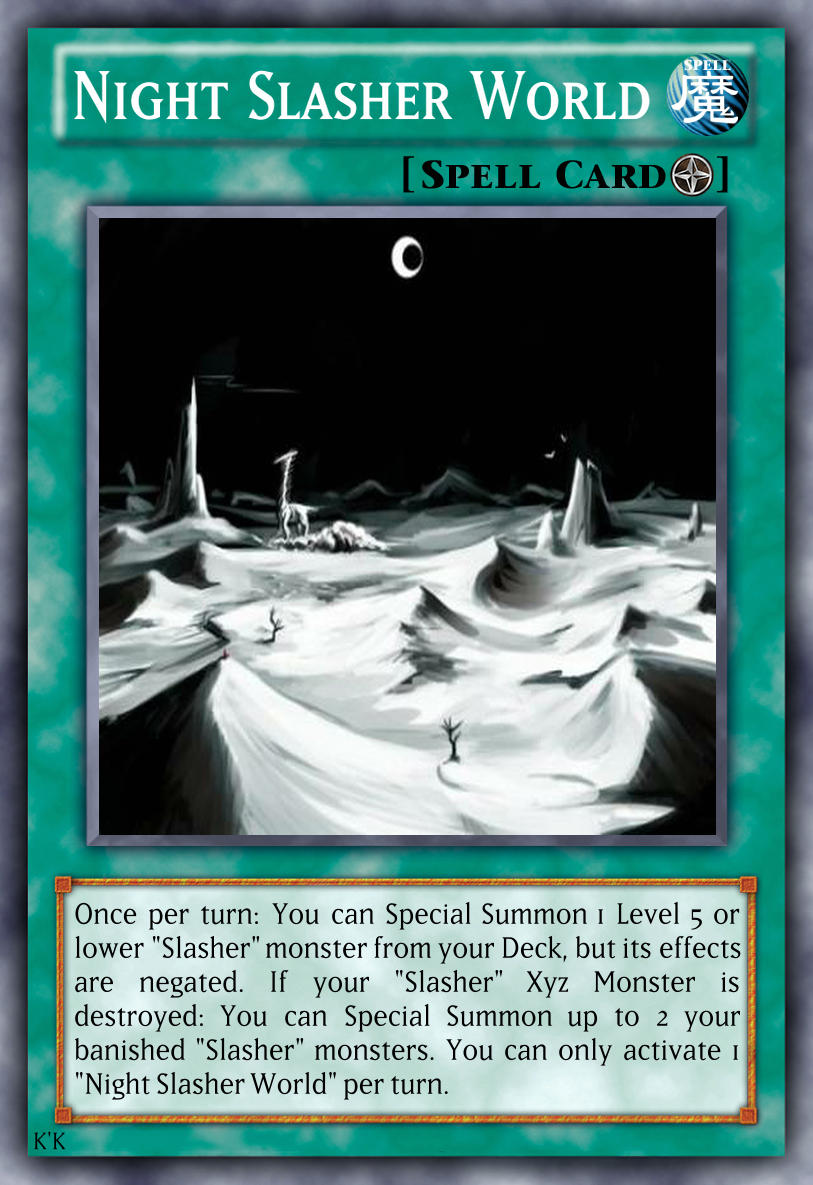 Night Slasher World
SPELL
魔
[Spell Card]
Once per turn: You can Special Summon 1 Level 5 or
lower "Slasher" monster from your Deck, but its effects
are negated. If your "Slasher" Xyz Monster is
destroyed: You can Special Summon up to 2 your
banished "Slasher" monsters. You can only activate 1
"Night Slasher World" per turn.
K'K